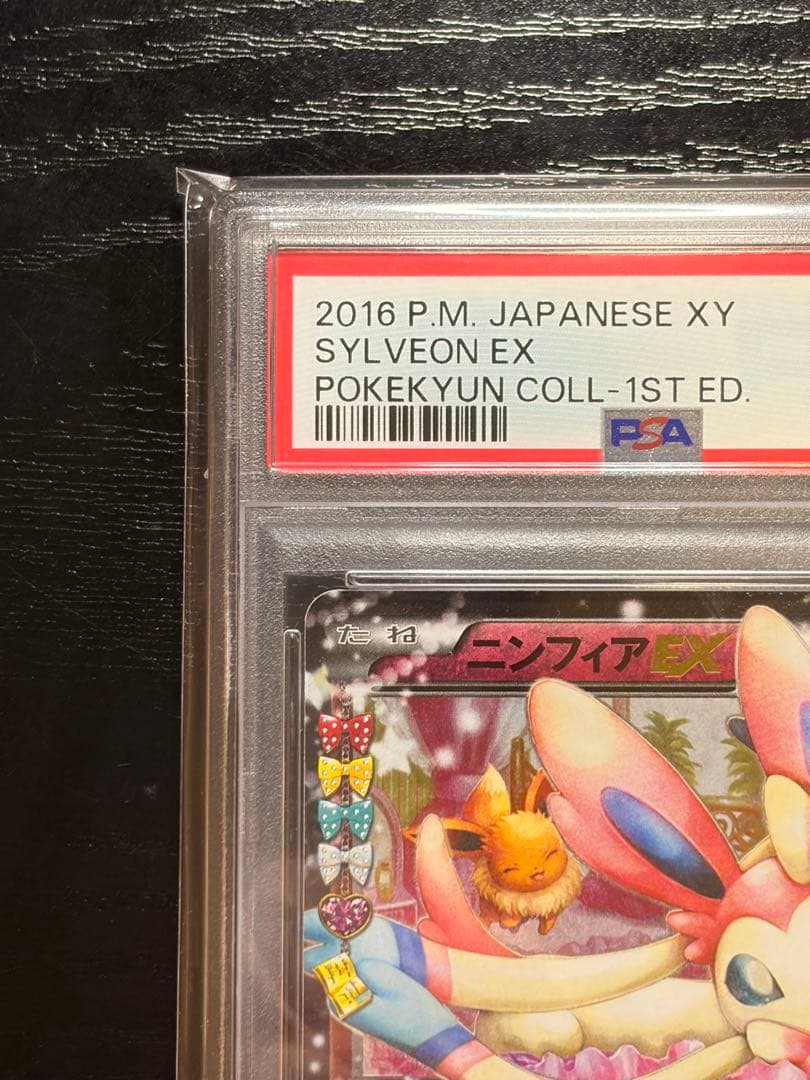 2016 P.M. JAPANESE XY
SYLVEON EX
POKEKYUN COLL-1ST ED.
PSA
たね
ニンフィアEX